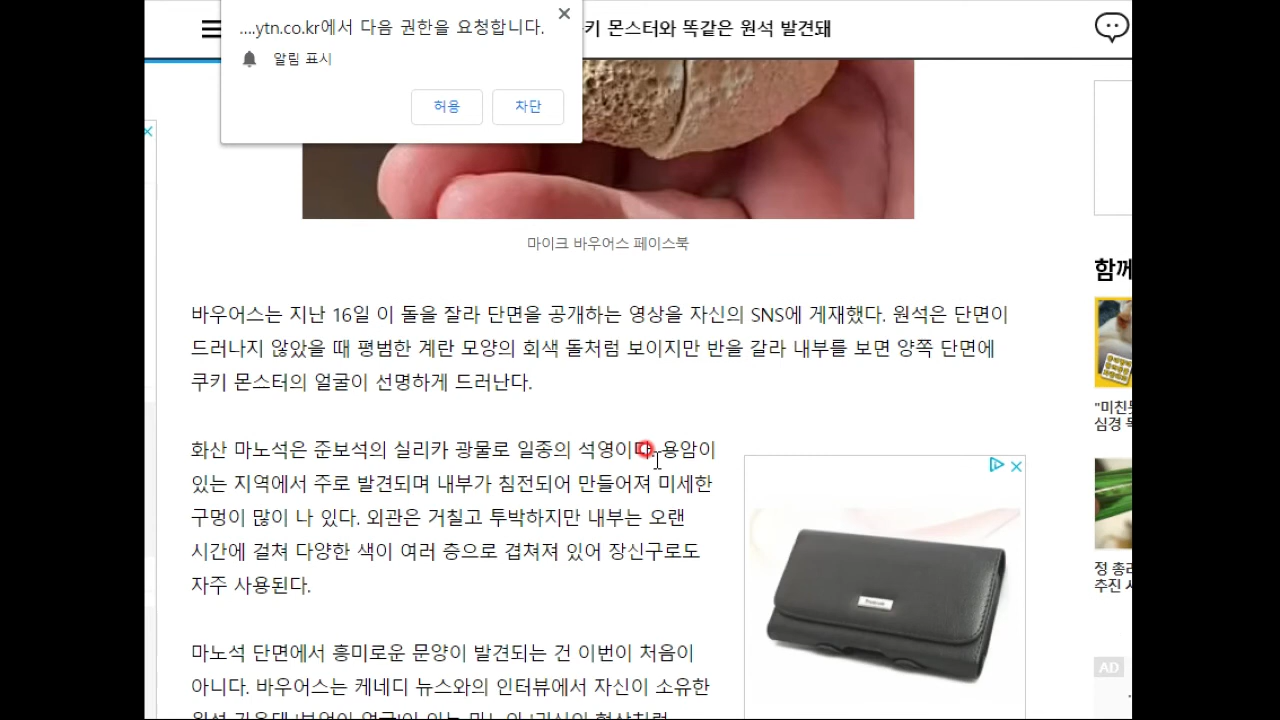 ....ytn.co.kr에서 다음 권한을 요청합니다.
알림 표시
허용
차단
키 몬스터와 똑같은 원석 발견돼
마이크 바우어스 페이스북
바우어스는 지난 16일 이 돌을 잘라 단면을 공개하는 영상을 자신의 SNS에 게재했다. 원석은 단면이
드러나지 않았을 때 평범한 계란 모양의 회색 돌처럼 보이지만 반을 갈라 내부를 보면 양쪽 단면에
쿠키 몬스터의 얼굴이 선명하게 드러난다.
화산 마노석은 준보석의 실리카 광물로 일종의 석영이다. 용암이
있는 지역에서 주로 발견되며 내부가 침전되어 만들어져 미세한
구멍이 많이 나 있다. 외관은 거칠고 투박하지만 내부는 오랜
시간에 걸쳐 다양한 색이 여러 층으로 겹쳐져 있어 장신구로도
자주 사용된다.
마노석 단면에서 흥미로운 문양이 발견되는 건 이번이 처음이
아니다. 바우어스는 케네디 뉴스와의 인터뷰에서 자신이 소유한
함께
"미친
심경
정 총리
추진
AD